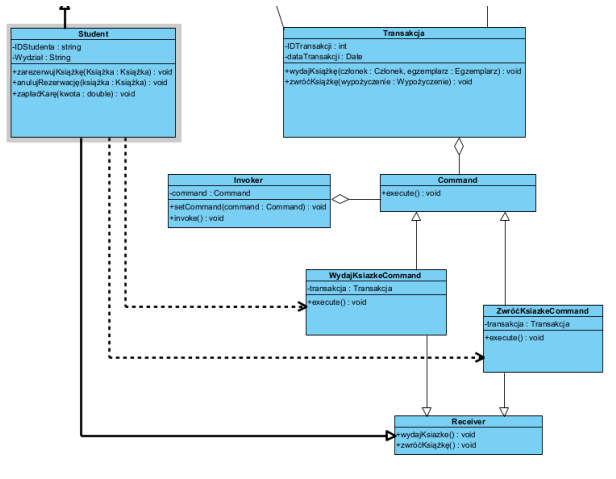 Student
-IDStudenta : string
-Wydział : String
+zarezerwujKsiążkę(Książka : Książka) : void
+anulujRezerwację(książka : Książka) : void
+zapłaćKarę(kwota : double) : void
Transakcja
-IDTransakcji : int
-dataTransakcji : Date
+wydajKsiążkę(członek : Członek, egzemplarz : Egzemplarz) : void
+zwróćKsiążkę(wypożyczenie : Wypożyczenie) : void
Invoker
-command : Command
+setCommand(command : Command) : void
+invoke() : void
Command
+execute() : void
WydajKsiazkeCommand
-transakcja : Transakcja
+execute() : void
ZwróćKsiazkeCommand
-transakcja : Transakcja
+execute() : void
Receiver
+wydajKsiazke() : void
+zwróćKsiążkę() : void